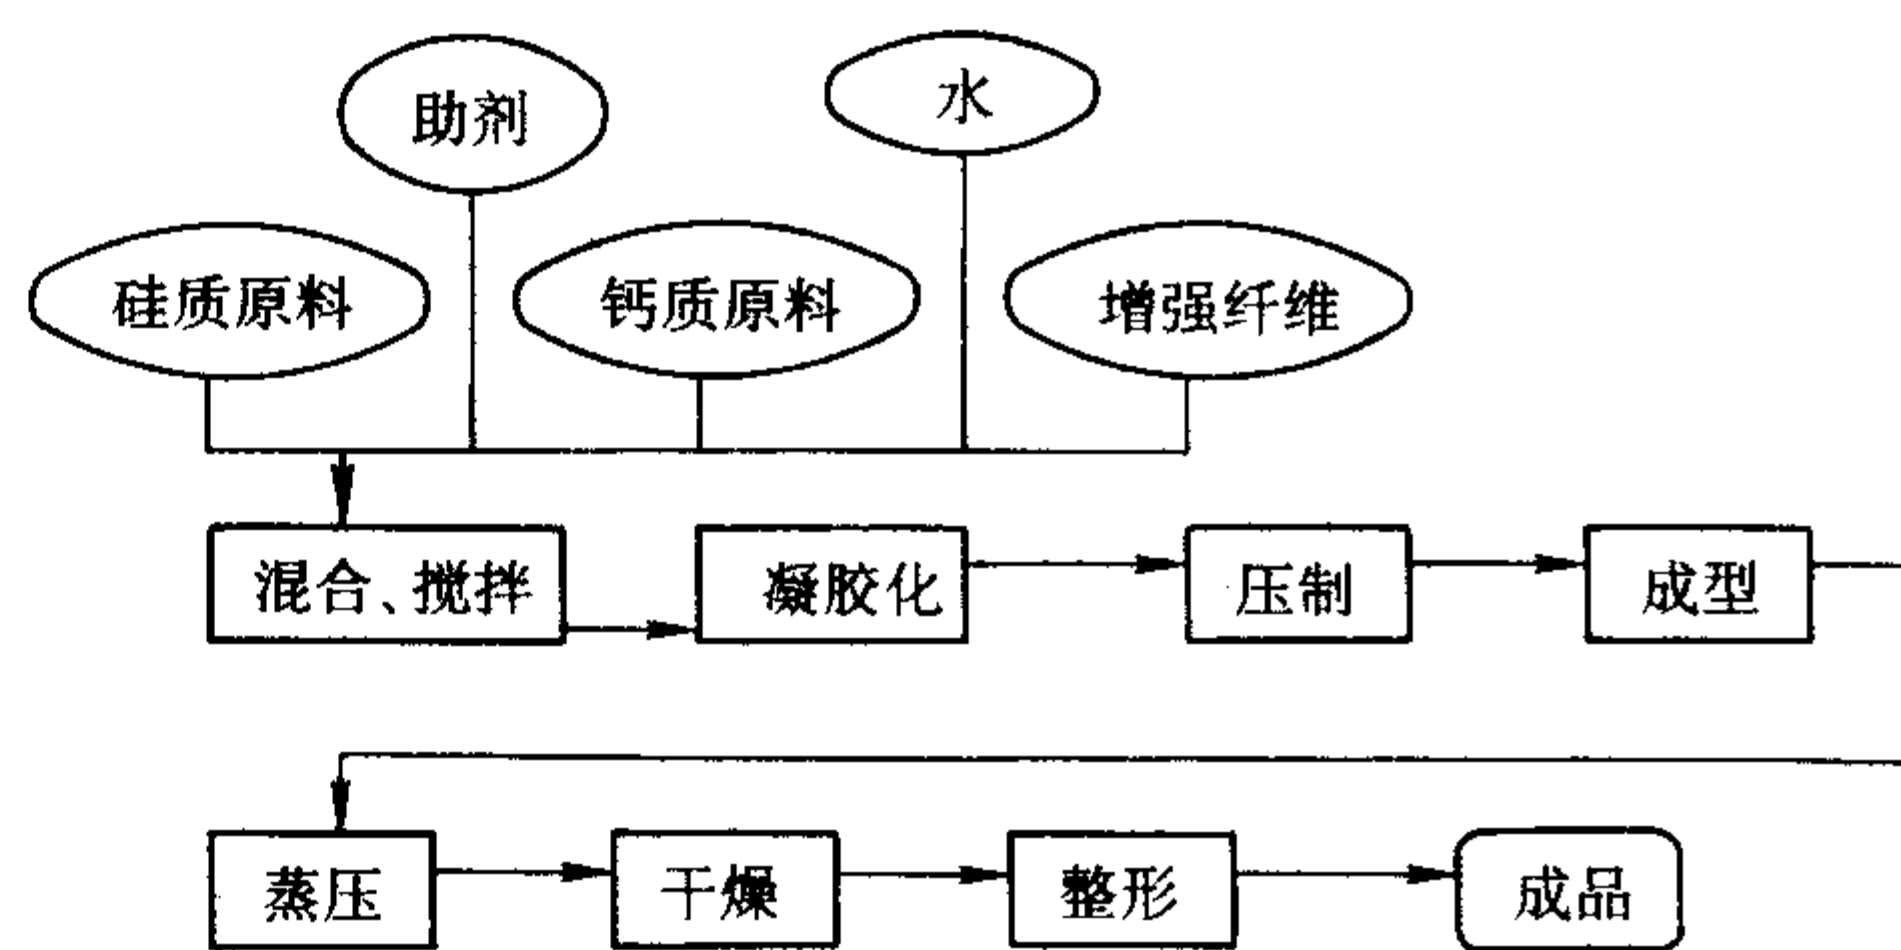 助剂
水
硅质原料
钙质原料
增强纤维
混合、搅拌
凝胶化
压制
成型
蒸压
干燥
整形
成品